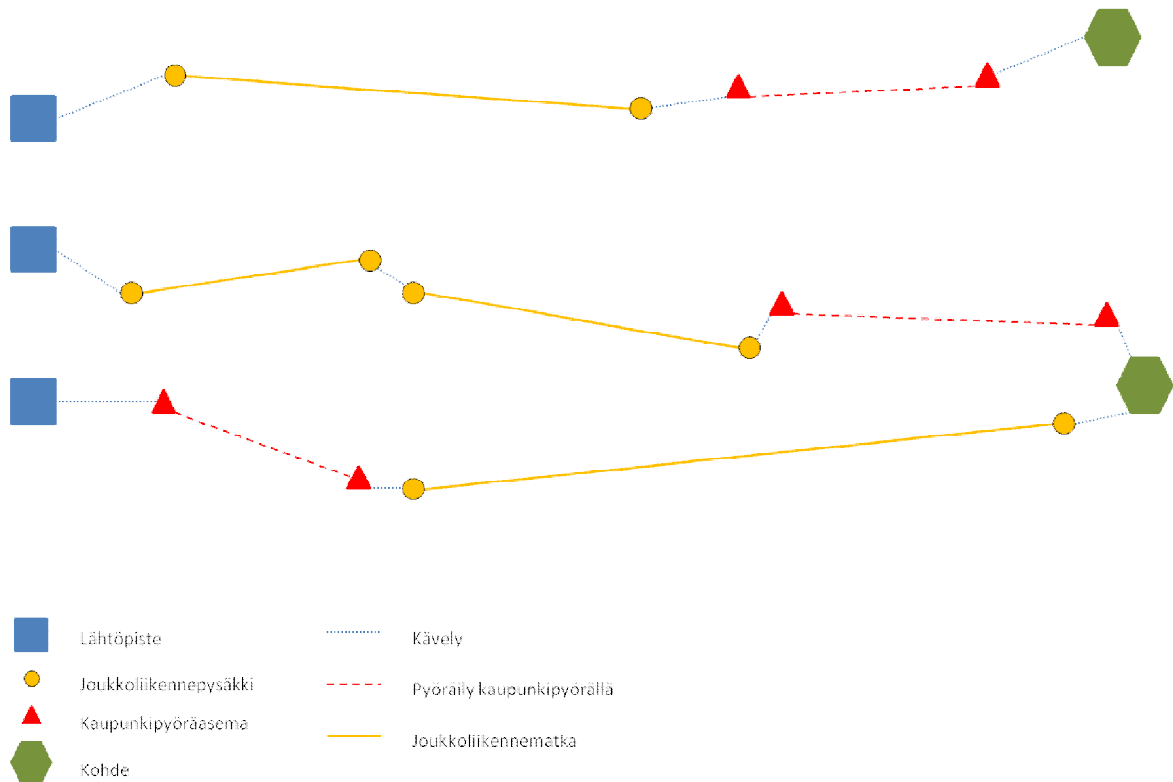 Lähtöpiste
Kävely
Joukkoliikennepysäkki
Pyöräily kaupunkipyörällä
Kaupunkipyöräasema
Joukkoliikennematka
Kohde